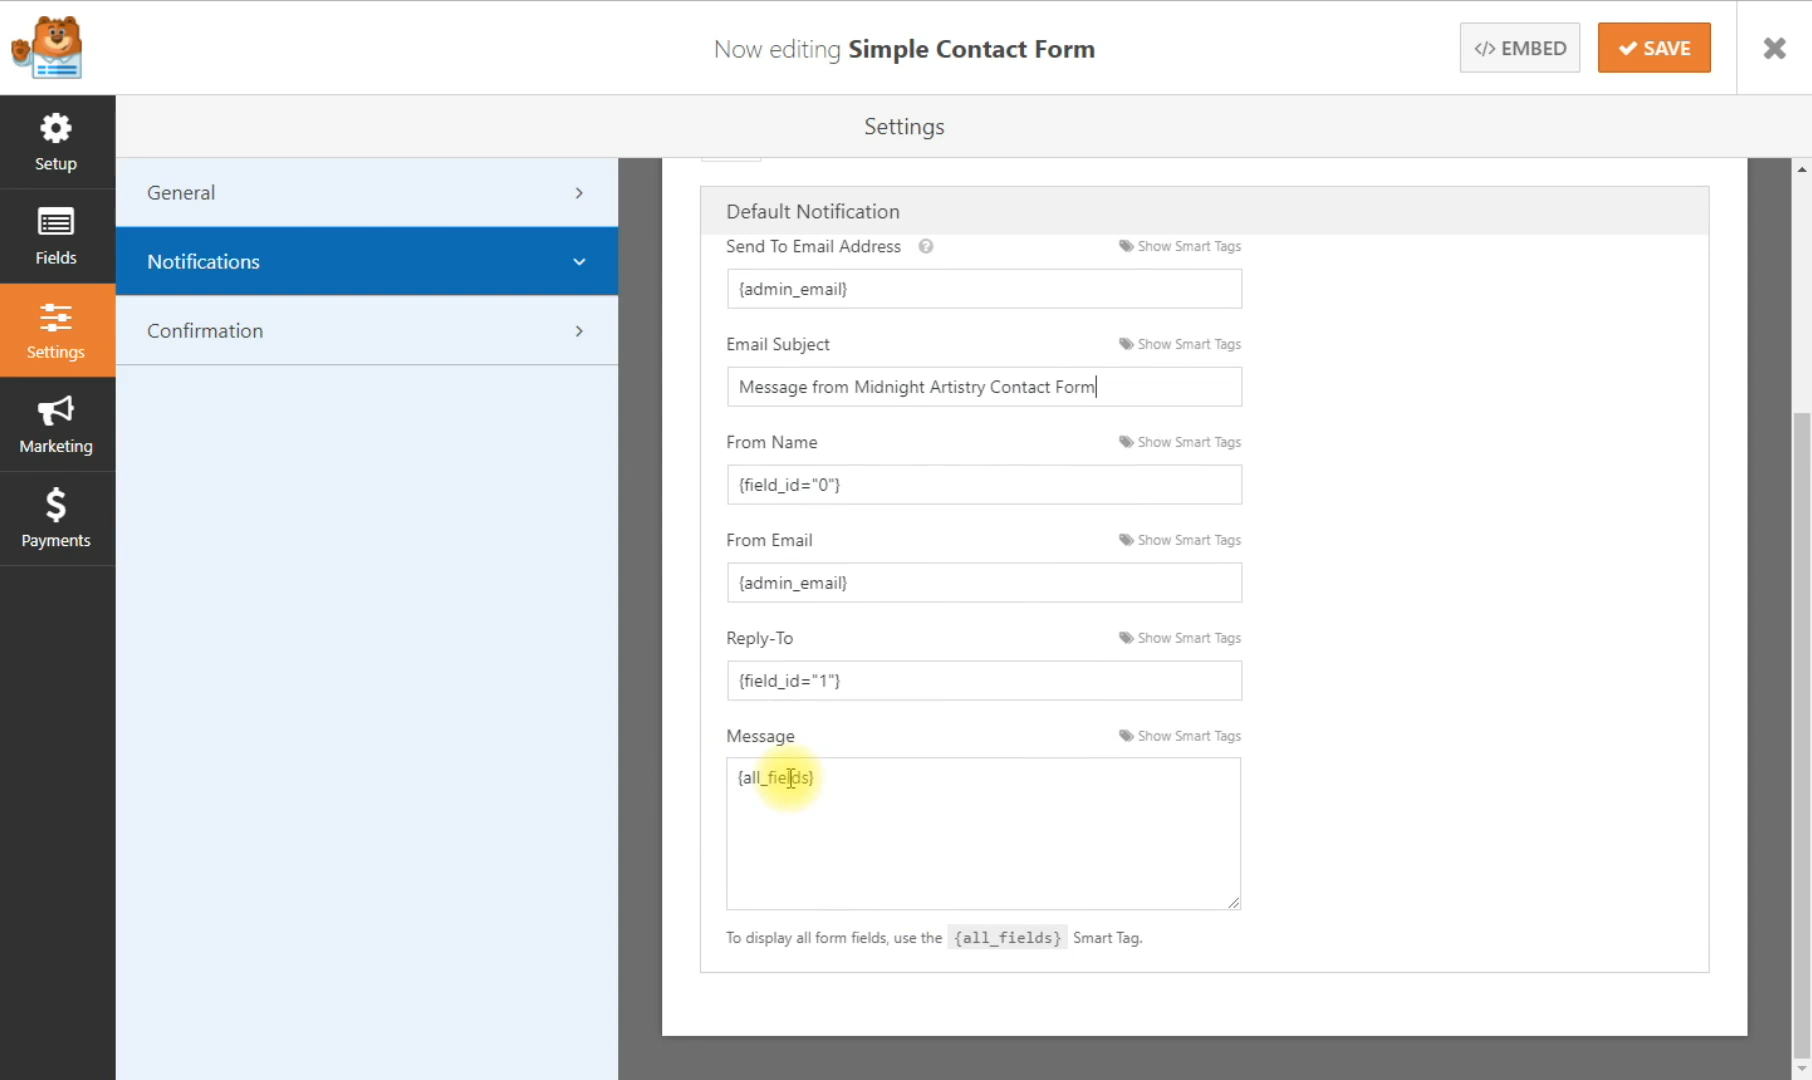 Now editing Simple Contact Form
</> EMBED
SAVE
Setup
Fields
Settings
Marketing
Payments
Settings
General
Notifications
Confirmation
Default Notification
Send To Email Address
Show Smart Tags
{admin_email}
Email Subject
Show Smart Tags
Message from Midnight Artistry Contact Form
From Name
Show Smart Tags
{field_id="0"}
From Email
Show Smart Tags
{admin_email}
Reply-To
Show Smart Tags
{field_id="1"}
Message
Show Smart Tags
{all_fields}
To display all form fields, use the {all_fields} Smart Tag.